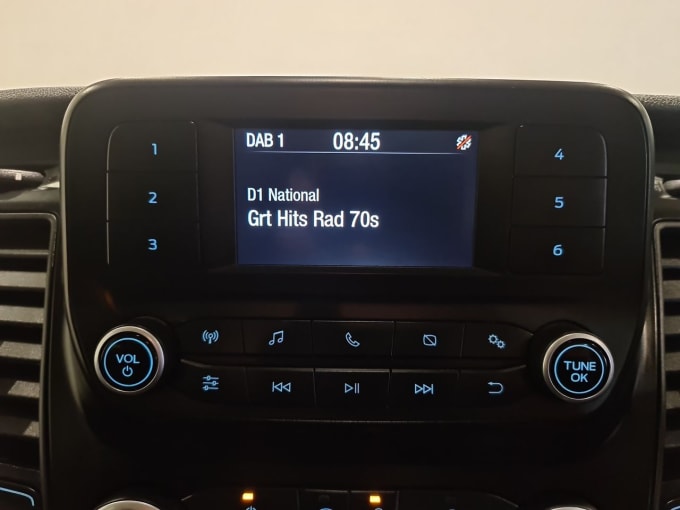 DAB 1 08:45
D1 National
Grt Hits Rad 70s
1
2
3
4
5
6
VOL
TUNE
OK